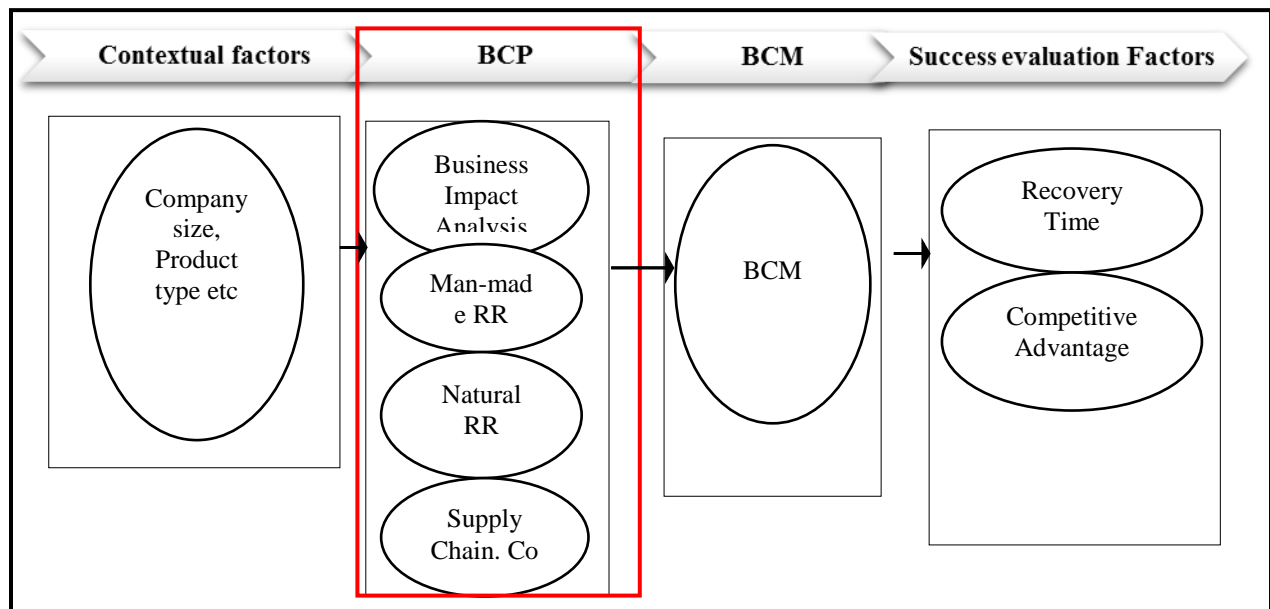 Contextual factors
BCP
BCM
Success evaluation Factors
Company
size,
Product
type etc
Business
Impact
Analysis
Man-mad
e RR
Natural
RR
Supply
Chain. Co
BCM
Recovery
Time
Competitive
Advantage